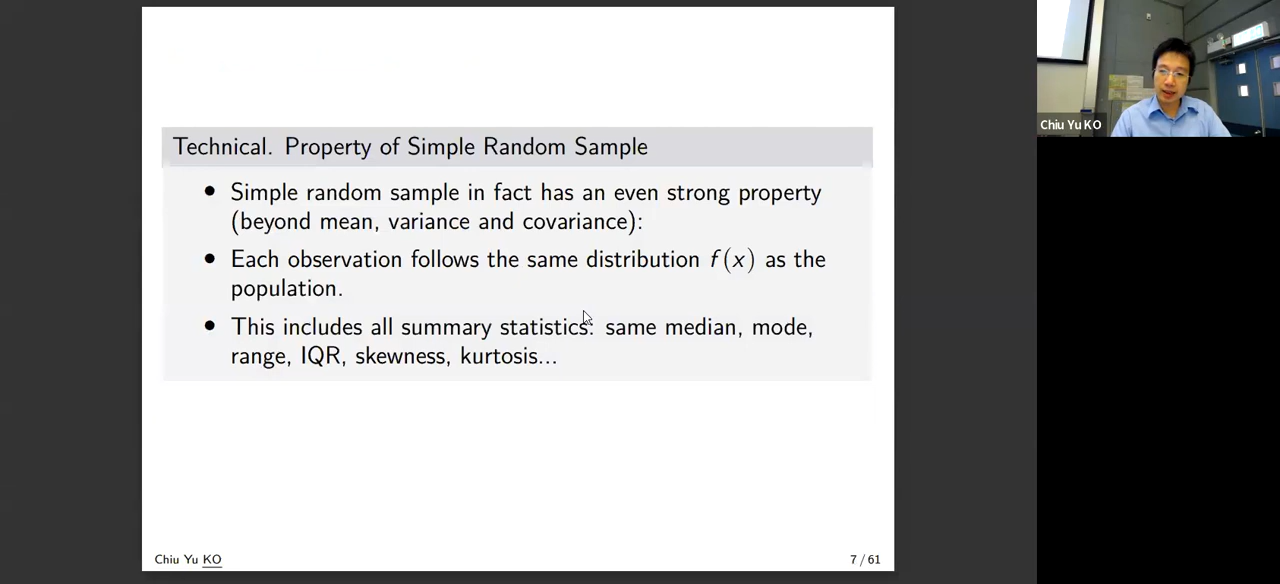 Technical. Property of Simple Random Sample
• Simple random sample in fact has an even strong property
(beyond mean, variance and covariance):
• Each observation follows the same distribution f(x) as the
population.
• This includes all summary statistics: same median, mode,
range, IQR, skewness, kurtosis...
Chiu Yu KO
7 / 61
Chiu Yu KO